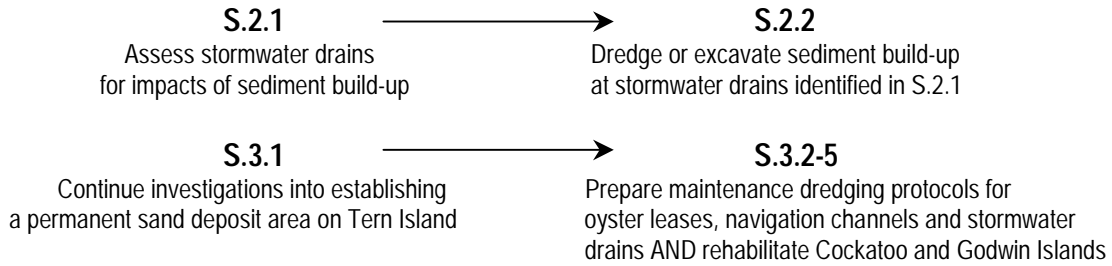 S.2.1
Assess stormwater drains
for impacts of sediment build-up
S.2.2
Dredge or excavate sediment build-up
at stormwater drains identified in S.2.1
S.3.1
Continue investigations into establishing
a permanent sand deposit area on Tern Island
S.3.2-5
Prepare maintenance dredging protocols for
oyster leases, navigation channels and stormwater
drains AND rehabilitate Cockatoo and Godwin Islands